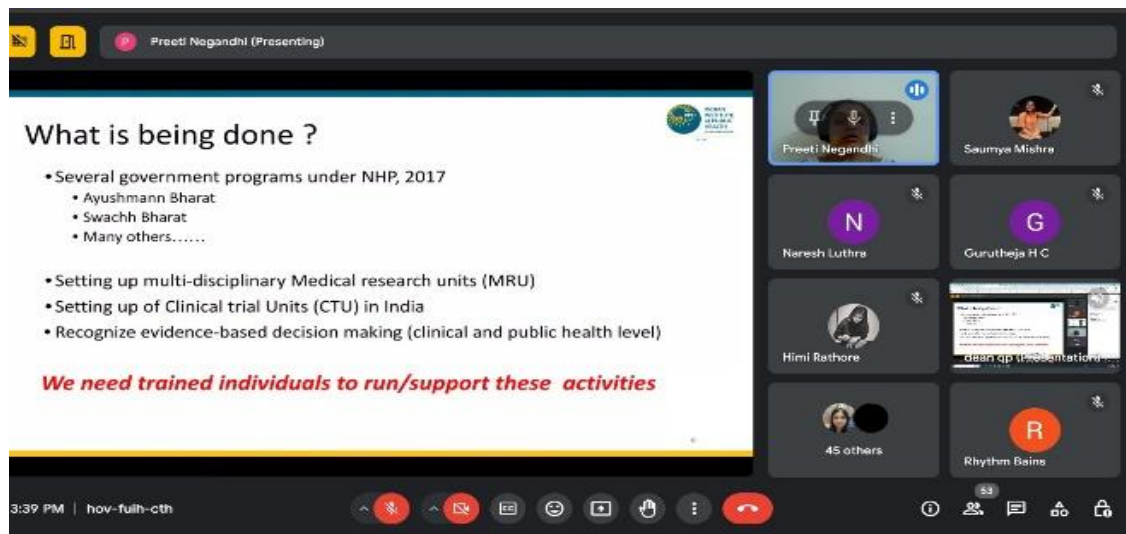 Preeti Negandhi (Presenting)
What is being done ?
•Several government programs under NHP, 2017
• Ayushmann Bharat
• Swachh Bharat
• Many others......
•Setting up multi-disciplinary Medical research units (MRU)
•Setting up of Clinical trial Units (CTU) in India
• Recognize evidence-based decision making (clinical and public health level)
We need trained individuals to run/support these activities
Preeti Negandhi
Saumya Mishra
N
Naresh Luthra
G
Gurutheja H C
Himi Rathore
45 others
R
Rhythm Bains
3:39 PM | hov-fuih-cth
53